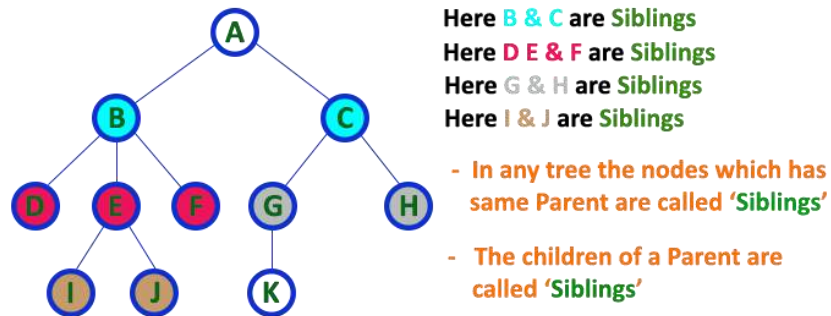 A
B
C
D
E
F
G
H
I
J
K
Here B & C are Siblings
Here D E & F are Siblings
Here G & H are Siblings
Here I & J are Siblings
- In any tree the nodes which has
same Parent are called ‘Siblings’
- The children of a Parent are
called ‘Siblings’